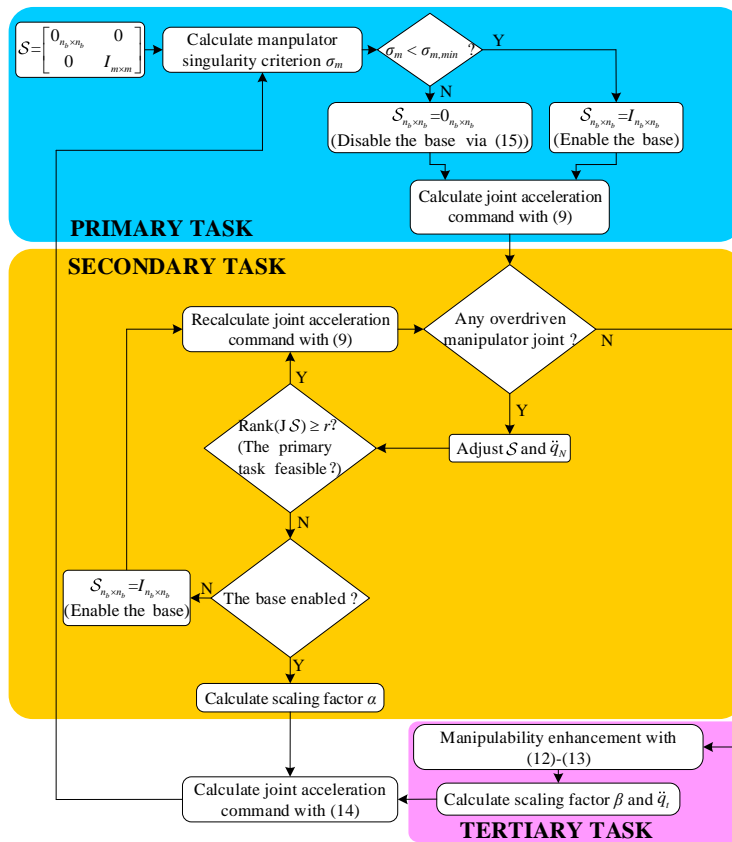 S = [0_{n_b×n_b} 0
0 I_{m×m}]
Calculate manpulator
singularity criterion σ_m
σ_m < σ_{m,min} ?
Y
N
S_{n_b×n_b}=0_{n_b×n_b}
(Disable the base via (15))
S_{n_b×n_b}=I_{n_b×n_b}
(Enable the base)
Calculate joint acceleration
command with (9)
PRIMARY TASK
SECONDARY TASK
Recalculate joint acceleration
command with (9)
Any overdriven
manipulator joint ?
N
Y
Y
Rank(J S) ≥ r?
(The primary
task feasible ?)
Adjust S and q̈_N
N
S_{n_b×n_b}=I_{n_b×n_b}
(Enable the base)
N
The base enabled ?
Y
Calculate scaling factor α
Manipulability enhancement with
(12)-(13)
Calculate joint acceleration
command with (14)
Calculate scaling factor β and q̈_t
TERTIARY TASK